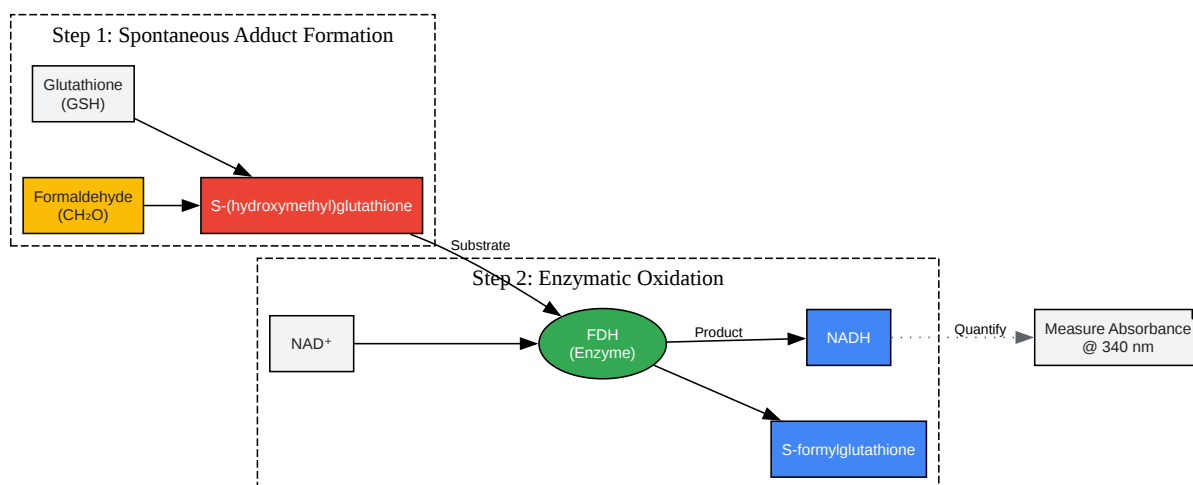 Step 1: Spontaneous Adduct Formation
Glutathione
(GSH)
Formaldehyde
(CH₂O)
S-(hydroxymethyl)glutathione
Substrate
Step 2: Enzymatic Oxidation
NAD⁺
FDH
(Enzyme)
Product
NADH
Quantify
Measure Absorbance
@ 340 nm
S-formylglutathione